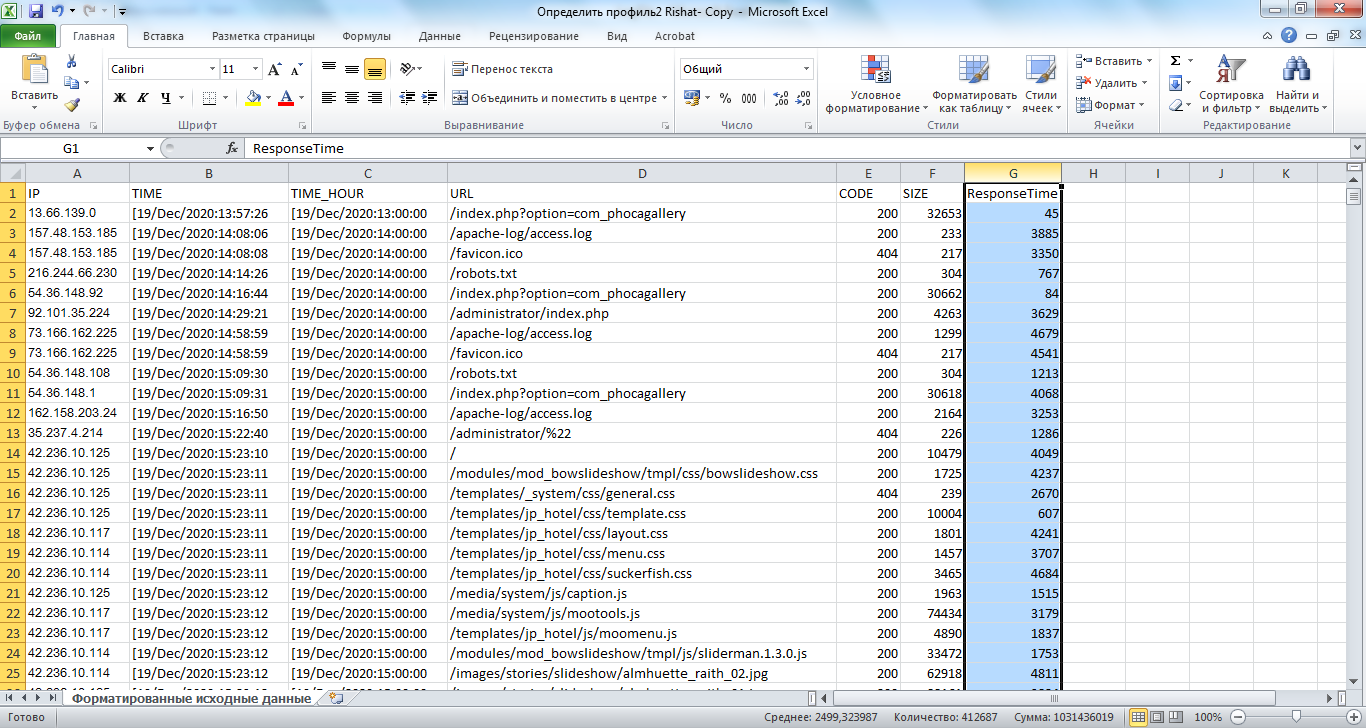 Определить профиль2 Rishat- Copy - Microsoft Excel
Файл Главная Вставка Разметка страницы Формулы Данные Рецензирование Вид Acrobat
Calibri 11 Перенос текста Общий Вставить Σ
Вставить Ж К Ч Объединить и поместить в центре % 000 Условное форматирование Форматировать как таблицу Стили ячеек Удалить Формат Сортировка и фильтр Найти и выделить
Буфер обмена Шрифт Выравнивание Число Стили Ячейки Редактирование
G1 fx ResponseTime
A B C D E F G H I J K
1 IP TIME TIME_HOUR URL CODE SIZE ResponseTime
2 13.66.139.0 [19/Dec/2020:13:57:26 [19/Dec/2020:13:00:00 /index.php?option=com_phocagallery 200 32653 45
3 157.48.153.185 [19/Dec/2020:14:08:06 [19/Dec/2020:14:00:00 /apache-log/access.log 200 233 3885
4 157.48.153.185 [19/Dec/2020:14:08:08 [19/Dec/2020:14:00:00 /favicon.ico 404 217 3350
5 216.244.66.230 [19/Dec/2020:14:14:26 [19/Dec/2020:14:00:00 /robots.txt 200 304 767
6 54.36.148.92 [19/Dec/2020:14:16:44 [19/Dec/2020:14:00:00 /index.php?option=com_phocagallery 200 30662 84
7 92.101.35.224 [19/Dec/2020:14:29:21 [19/Dec/2020:14:00:00 /administrator/index.php 200 4263 3629
8 73.166.162.225 [19/Dec/2020:14:58:59 [19/Dec/2020:14:00:00 /apache-log/access.log 200 1299 4679
9 73.166.162.225 [19/Dec/2020:14:58:59 [19/Dec/2020:14:00:00 /favicon.ico 404 217 4541
10 54.36.148.108 [19/Dec/2020:15:09:30 [19/Dec/2020:15:00:00 /robots.txt 200 304 1213
11 54.36.148.1 [19/Dec/2020:15:09:31 [19/Dec/2020:15:00:00 /index.php?option=com_phocagallery 200 30618 4068
12 162.158.203.24 [19/Dec/2020:15:16:50 [19/Dec/2020:15:00:00 /apache-log/access.log 200 2164 3253
13 35.237.4.214 [19/Dec/2020:15:22:40 [19/Dec/2020:15:00:00 /administrator/%22 404 226 1286
14 42.236.10.125 [19/Dec/2020:15:23:10 [19/Dec/2020:15:00:00 / 200 10479 4049
15 42.236.10.125 [19/Dec/2020:15:23:11 [19/Dec/2020:15:00:00 /modules/mod_bowslideshow/tmpl/css/bowslideshow.css 200 1725 4237
16 42.236.10.125 [19/Dec/2020:15:23:11 [19/Dec/2020:15:00:00 /templates/_system/css/general.css 404 239 2670
17 42.236.10.125 [19/Dec/2020:15:23:11 [19/Dec/2020:15:00:00 /templates/jp_hotel/css/template.css 200 10004 607
18 42.236.10.117 [19/Dec/2020:15:23:11 [19/Dec/2020:15:00:00 /templates/jp_hotel/css/layout.css 200 1801 4241
19 42.236.10.114 [19/Dec/2020:15:23:11 [19/Dec/2020:15:00:00 /templates/jp_hotel/css/menu.css 200 1457 3707
20 42.236.10.114 [19/Dec/2020:15:23:11 [19/Dec/2020:15:00:00 /templates/jp_hotel/css/suckerfish.css 200 3465 4684
21 42.236.10.125 [19/Dec/2020:15:23:12 [19/Dec/2020:15:00:00 /media/system/js/caption.js 200 1963 1515
22 42.236.10.117 [19/Dec/2020:15:23:12 [19/Dec/2020:15:00:00 /media/system/js/mootools.js 200 74434 3179
23 42.236.10.117 [19/Dec/2020:15:23:12 [19/Dec/2020:15:00:00 /templates/jp_hotel/js/moomenu.js 200 4890 1837
24 42.236.10.114 [19/Dec/2020:15:23:12 [19/Dec/2020:15:00:00 /modules/mod_bowslideshow/tmpl/js/sliderman.1.3.0.js 200 33472 1753
25 42.236.10.114 [19/Dec/2020:15:23:12 [19/Dec/2020:15:00:00 /images/stories/slideshow/almhuette_raith_02.jpg 200 62918 4811
Форматированные исходные данные
Готово Среднее: 2499,323987 Количество: 412687 Сумма: 1031436019 100%